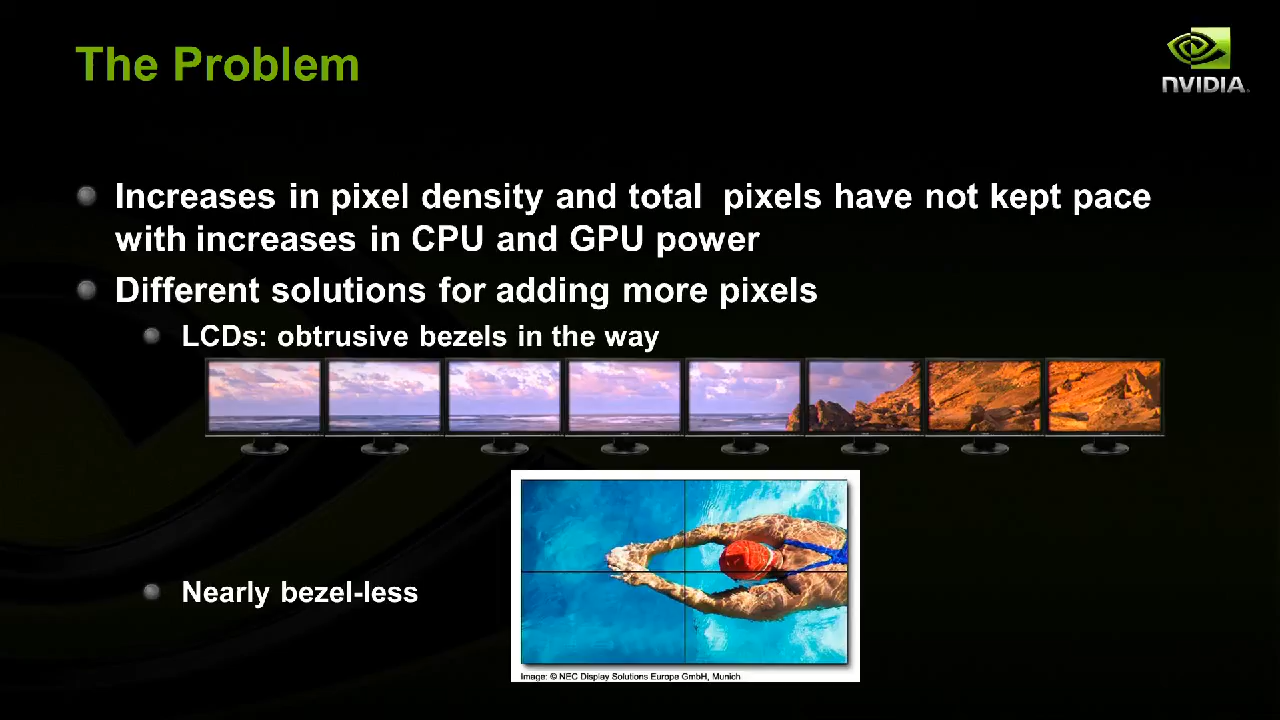 The Problem
NVIDIA
Increases in pixel density and total pixels have not kept pace
with increases in CPU and GPU power
Different solutions for adding more pixels
LCDs: obtrusive bezels in the way
Nearly bezel-less
Image: © NEC Display Solutions Europe GmbH, Munich